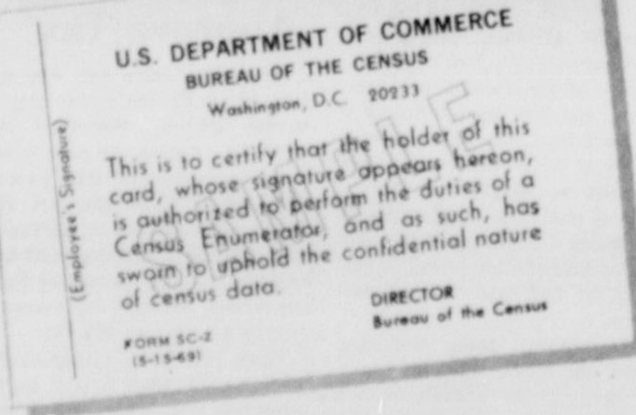 U.S. DEPARTMENT OF COMMERCE
BUREAU OF THE CENSUS
Washington, D.C. 20233
(Employee's Signature)
This is to certify that the holder of this
card, whose signature appears hereon,
is authorized to perform the duties of a
Census Enumerator, and as such, has
sworn to uphold the confidential nature
of census data.
SAMPLE
DIRECTOR
Bureau of the Census
FORM SC-2
(5-15-69)